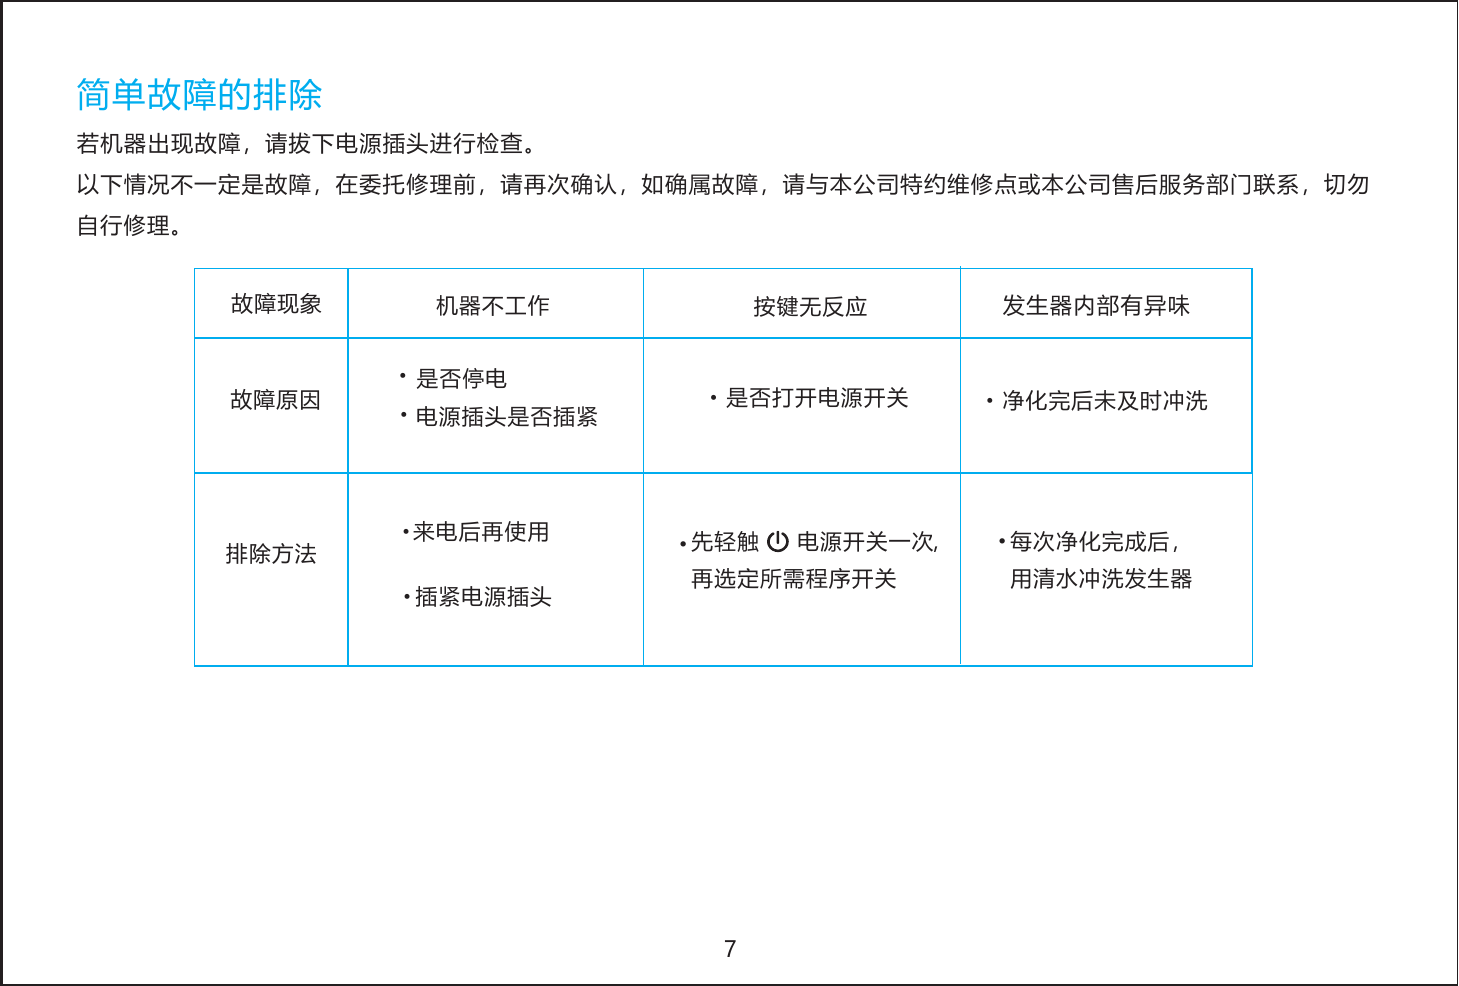 简单故障的排除
若机器出现故障，请拔下电源插头进行检查。
以下情况不一定是故障，在委托修理前，请再次确认，如确属故障，请与本公司特约维修点或本公司售后服务部门联系，切勿
自行修理。
故障现象 机器不工作 按键无反应 发生器内部有异味
故障原因
• 是否停电
• 电源插头是否插紧
• 是否打开电源开关
• 净化完后未及时冲洗
排除方法
•来电后再使用
•插紧电源插头
•先轻触 ⏻ 电源开关一次,
再选定所需程序开关
•每次净化完成后，
用清水冲洗发生器
7